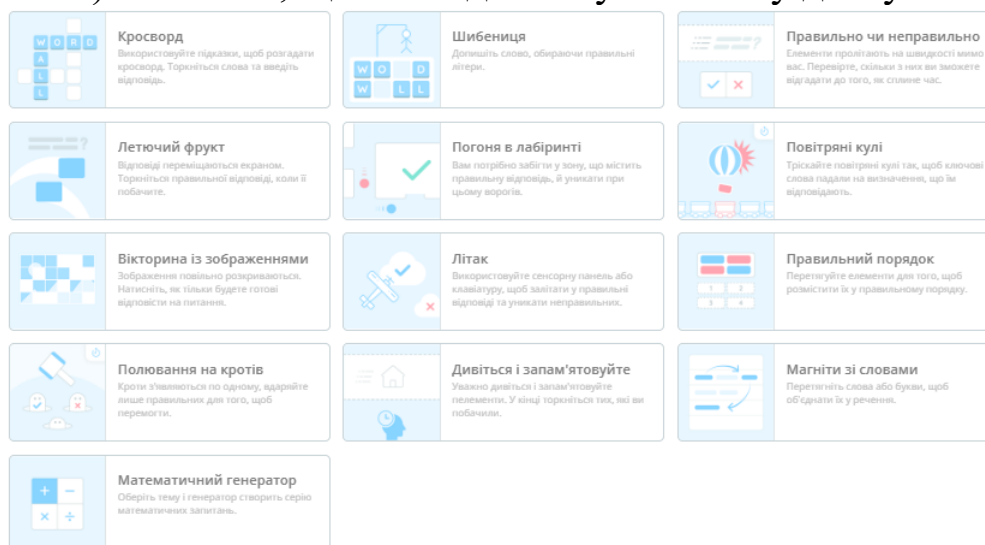 Кросворд
Використовуйте підказки, щоб розгадати
кросворд. Торкніться слова та введіть
відповідь.
Шибениця
Допишіть слово, обираючи правильні
літери.
Правильно чи неправильно
Елементи пролітають на швидкості мимо
вас. Перевірте, скільки з них ви зможете
відгадати до того, як сплине час.
Летючий фрукт
Відповіді переміщаються екраном.
Торкніться правильної відповіді, коли її
побачите.
Погоня в лабіринті
Вам потрібно забігти у зону, що містить
правильну відповідь, й уникати при
цьому ворогів.
Повітряні кулі
Тріскайте повітряні кулі так, щоб ключові
слова падали на визначення, що їм
відповідають.
Вікторина із зображеннями
Зображення повільно розкриваються.
Натисніть, як тільки будете готові
відповісти на питання.
Літак
Використовуйте сенсорну панель або
клавіатуру, щоб залітати у правильні
відповіді та уникати неправильних.
Правильний порядок
Перетягуйте елементи для того, щоб
розмістити їх у правильному порядку.
Полювання на кротів
Кроти з'являються по одному, вдаряйте
лише правильних для того, щоб
перемогти.
Дивіться і запам'ятовуйте
Уважно дивіться і запам'ятовуйте
пелементи. У кінці торкніться тих, які ви
побачили.
Магніти зі словами
Перетягніть слова або букви, щоб
об'єднати їх у речення.
Математичний генератор
Оберіть тему і генератор створить серію
математичних запитань.